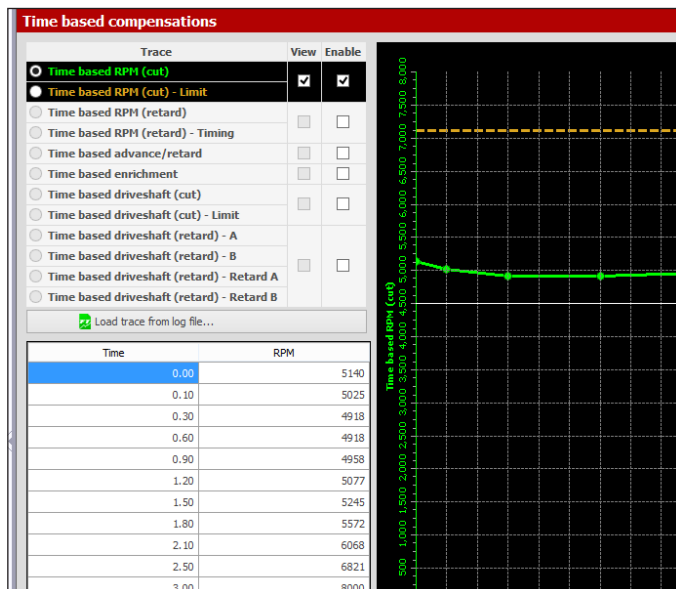 Time based compensations
Trace View Enable
Time based RPM (cut)
Time based RPM (cut) - Limit
Time based RPM (retard)
Time based RPM (retard) - Timing
Time based advance/retard
Time based enrichment
Time based driveshaft (cut)
Time based driveshaft (cut) - Limit
Time based driveshaft (retard) - A
Time based driveshaft (retard) - B
Time based driveshaft (retard) - Retard A
Time based driveshaft (retard) - Retard B
Load trace from log file...
Time RPM
0.00 5140
0.10 5025
0.30 4918
0.60 4918
0.90 4958
1.20 5077
1.50 5245
1.80 5572
2.10 6068
2.50 6821
3.00 8000
Time based RPM (cut)
8,000
7,500
7,000
6,500
6,000
5,500
5,000
4,500
4,000
3,500
3,000
2,500
2,000
1,500
1,000
500